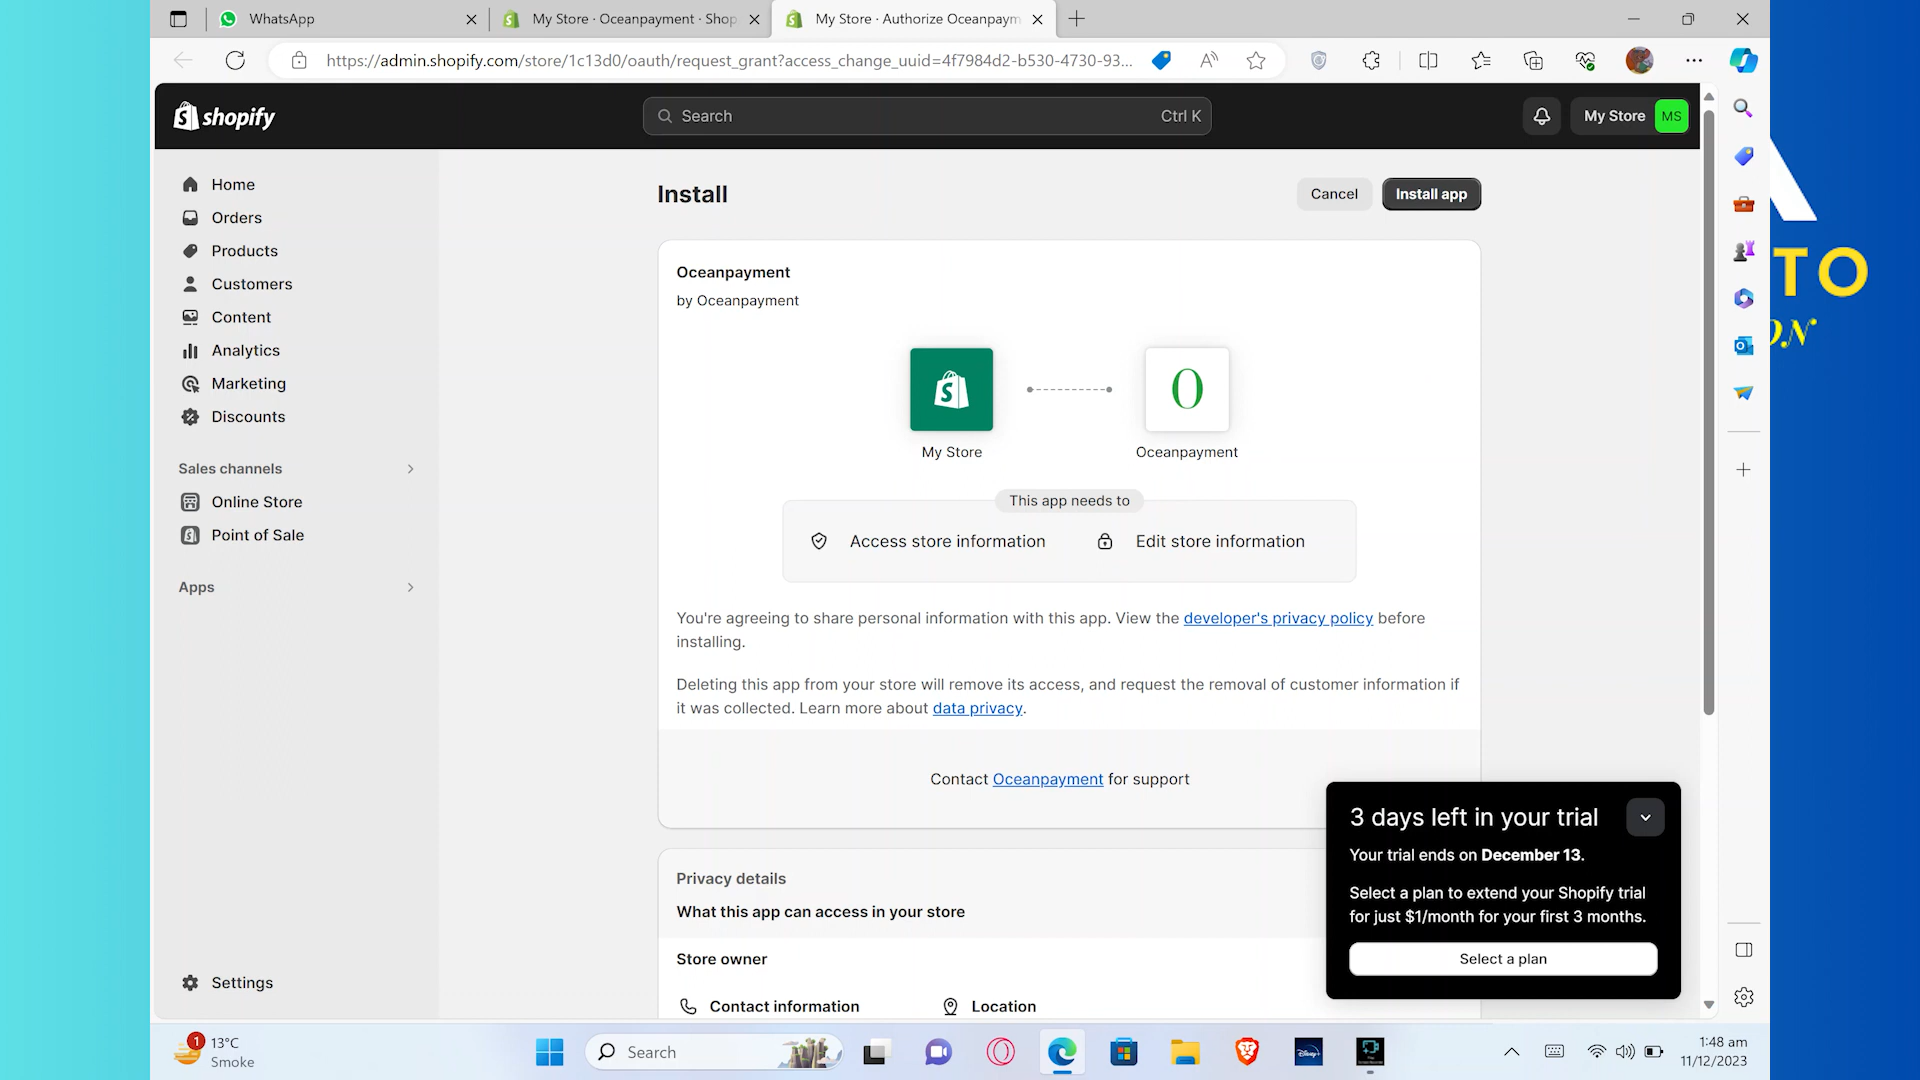 WhatsApp
My Store · Oceanpayment · Shop
My Store · Authorize Oceanpaym
https://admin.shopify.com/store/1c13d0/oauth/request_grant?access_change_uuid=4f7984d2-b530-4730-93...
shopify
Search
Ctrl K
My Store
MS
Home
Orders
Products
Customers
Content
Analytics
Marketing
Discounts
Sales channels
Online Store
Point of Sale
Apps
Settings
Install
Cancel
Install app
Oceanpayment
by Oceanpayment
My Store
Oceanpayment
This app needs to
Access store information
Edit store information
You're agreeing to share personal information with this app. View the developer's privacy policy before
installing.
Deleting this app from your store will remove its access, and request the removal of customer information if
it was collected. Learn more about data privacy.
Contact Oceanpayment for support
Privacy details
What this app can access in your store
Store owner
Contact information
Location
3 days left in your trial
Your trial ends on December 13.
Select a plan to extend your Shopify trial
for just $1/month for your first 3 months.
Select a plan
TO
ON
1
13°C
Smoke
Search
1:48 am
11/12/2023